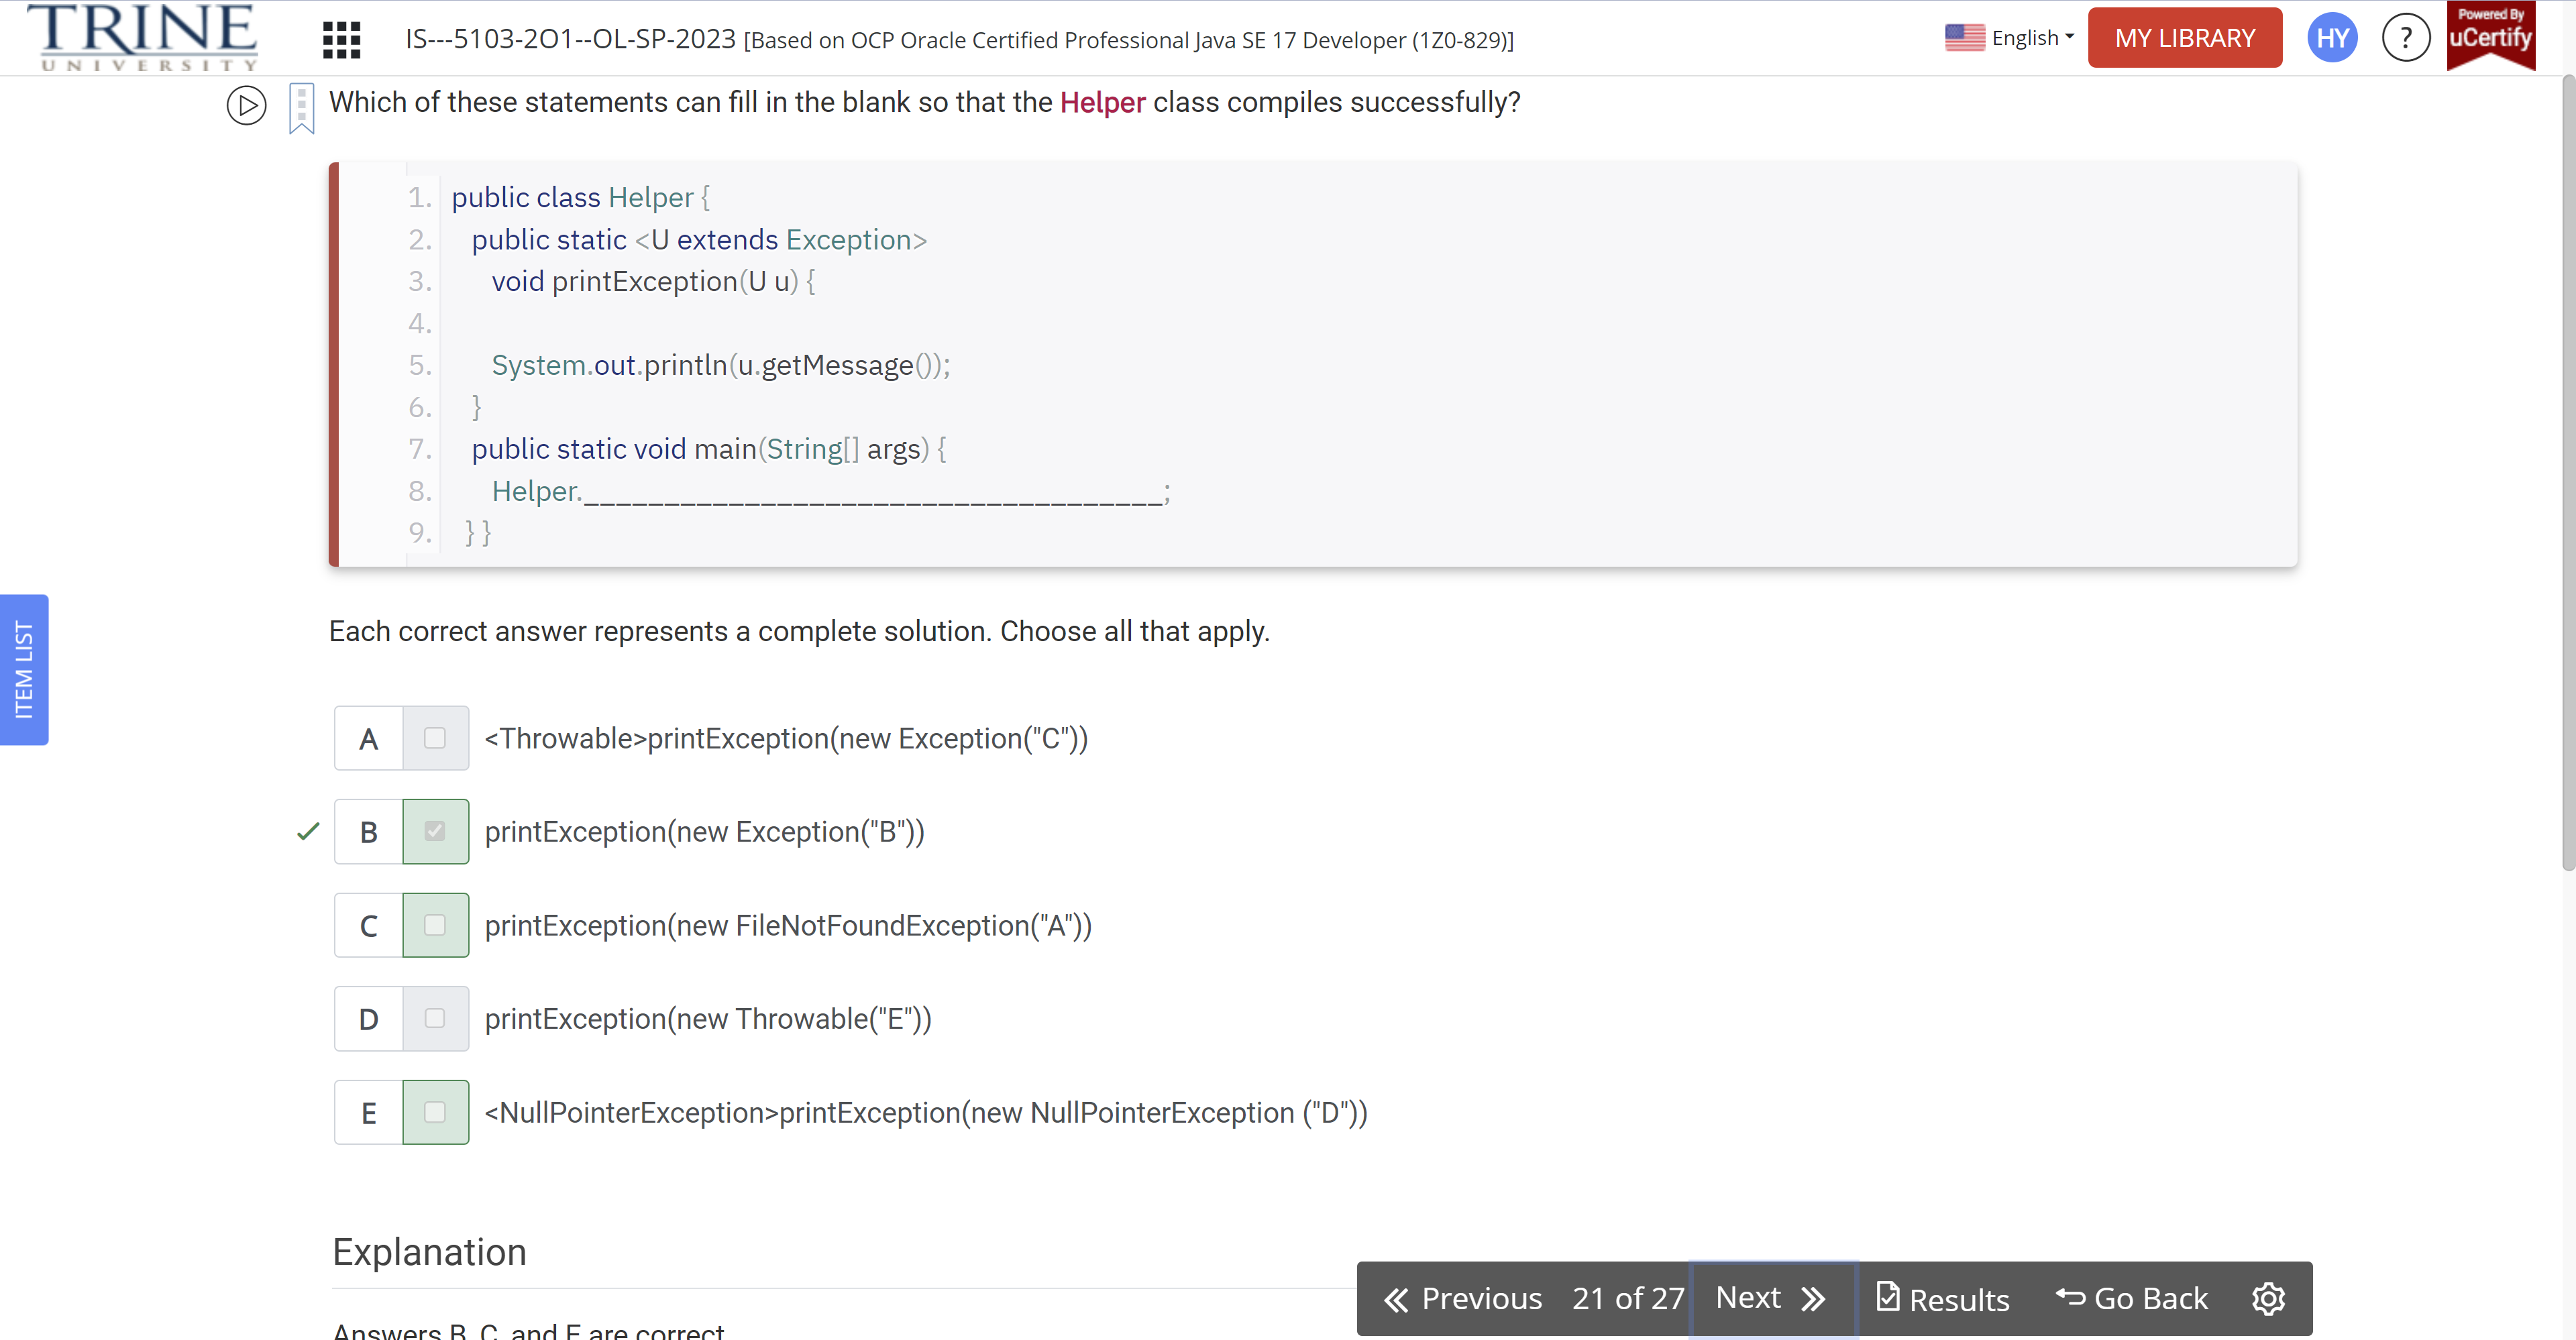 TRINE
UNIVERSITY
IS---5103-2O1--OL-SP-2023 [Based on OCP Oracle Certified Professional Java SE 17 Developer (1Z0-829)]
English
MY LIBRARY
HY
?
Powered By
uCertify
Which of these statements can fill in the blank so that the Helper class compiles successfully?
1. public class Helper {
2. public static <U extends Exception>
3. void printException(U u) {
4.
5. System.out.println(u.getMessage());
6. }
7. public static void main(String[] args) {
8. Helper.____________________________________;
9. } }
ITEM LIST
Each correct answer represents a complete solution. Choose all that apply.
A <Throwable>printException(new Exception("C"))
B printException(new Exception("B"))
C printException(new FileNotFoundException("A"))
D printException(new Throwable("E"))
E <NullPointerException>printException(new NullPointerException ("D"))
Explanation
Previous 21 of 27 Next Results Go Back
Answers B, C, and E are correct.